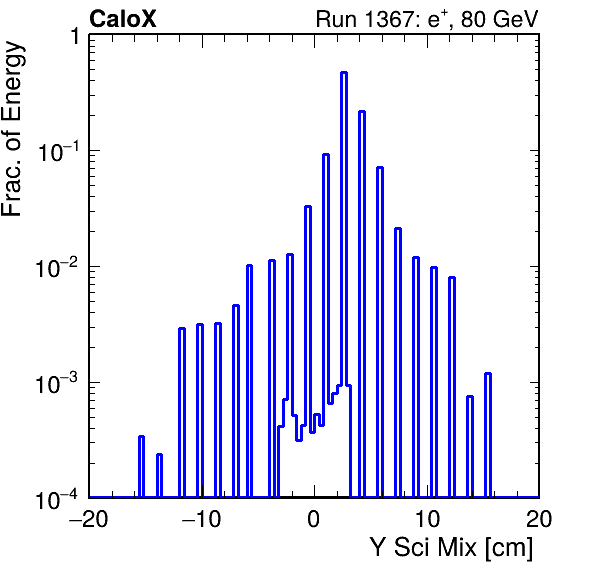 CaloX Run 1367: e⁺, 80 GeV
Frac. of Energy
1
10⁻¹
10⁻²
10⁻³
10⁻⁴
−20 −10 0 10 20
Y Sci Mix [cm]